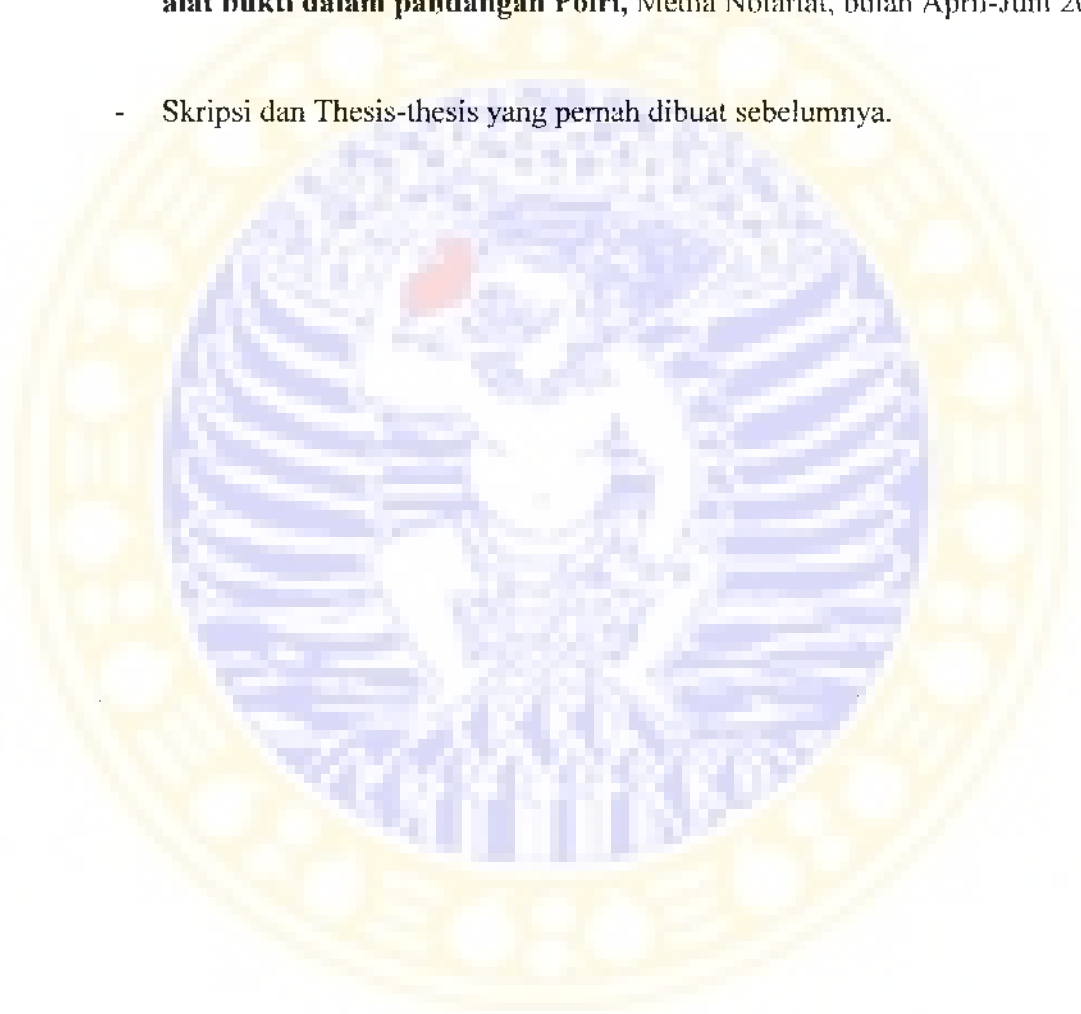 alat bukti dalam pandangan Polri, Media Notariat, bulan April-Juni
- Skripsi dan Thesis-thesis yang pernah dibuat sebelumnya.